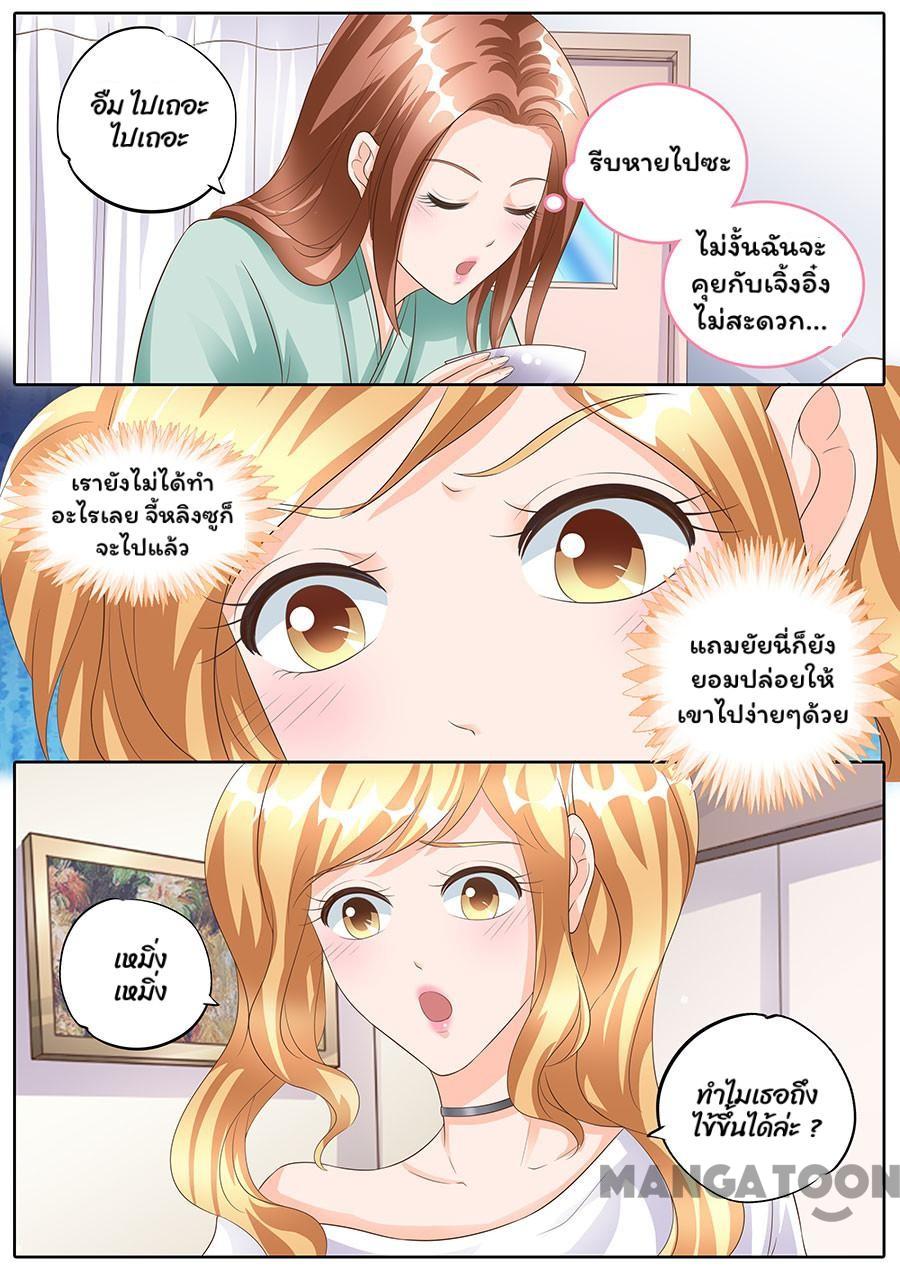 อืม ไปเถอะ
ไปเถอะ
รีบหายไปซะ
ไม่งั้นฉันจะ
คุยกับเจิ้งอิ๋ง
ไม่สะดวก...
เรายังไม่ได้ทำ
อะไรเลย จี้หลิงซูก็
จะไปแล้ว
แถมยัยนี่ก็ยัง
ยอมปล่อยให้
เขาไปง่ายๆด้วย
เหมิ่ง
เหมิ่ง
ทำไมเธอถึง
ไข้ขึ้นได้ล่ะ ?
MANGATOON